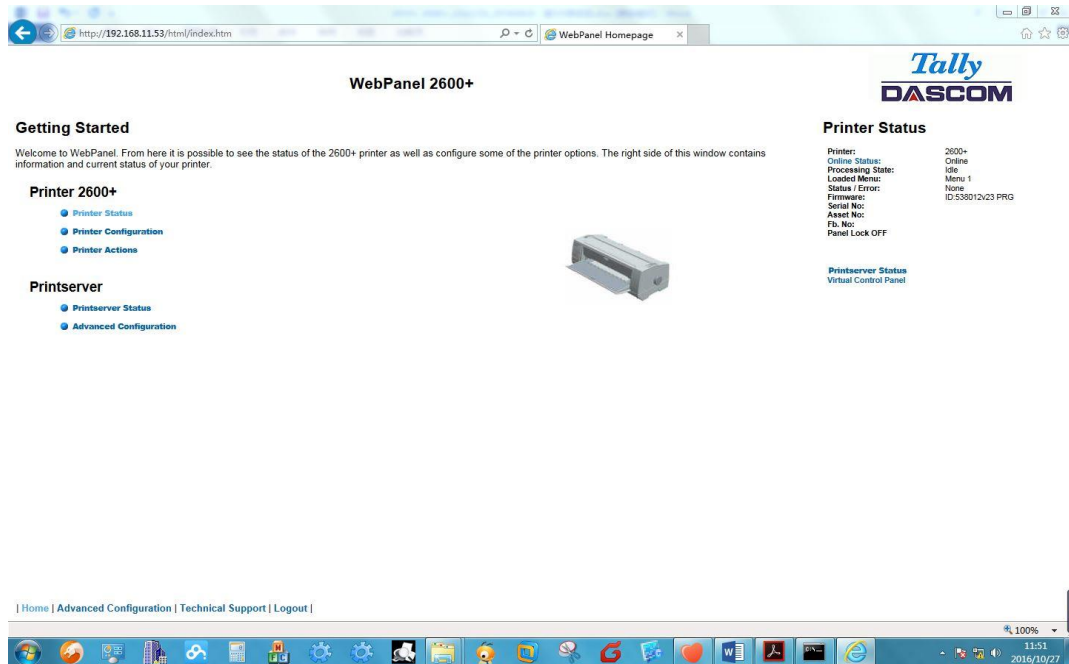 http://192.168.11.53/html/index.htm
WebPanel Homepage
WebPanel 2600+
Tally
DASCOM
Getting Started
Welcome to WebPanel. From here it is possible to see the status of the 2600+ printer as well as configure some of the printer options. The right side of this window contains
information and current status of your printer.
Printer 2600+
Printer Status
Printer Configuration
Printer Actions
Printserver
Printserver Status
Advanced Configuration
Printer Status
Printer: 2600+
Online Status: Online
Processing State: Idle
Loaded Menu: Menu 1
Status / Error: None
Firmware: ID:538012v23 PRG
Serial No:
Asset No:
Fb. No:
Panel Lock OFF
Printserver Status
Virtual Control Panel
| Home | Advanced Configuration | Technical Support | Logout |
100%
11:51
2016/10/27